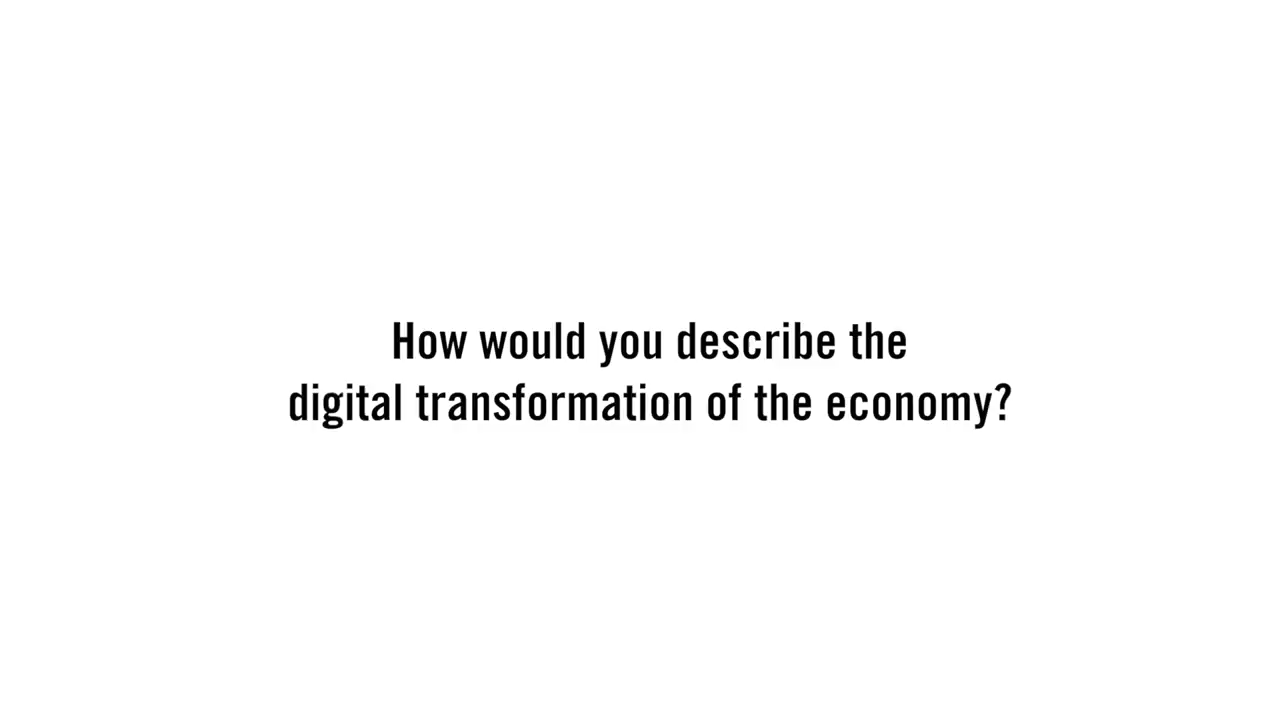 How would you describe the
digital transformation of the economy?